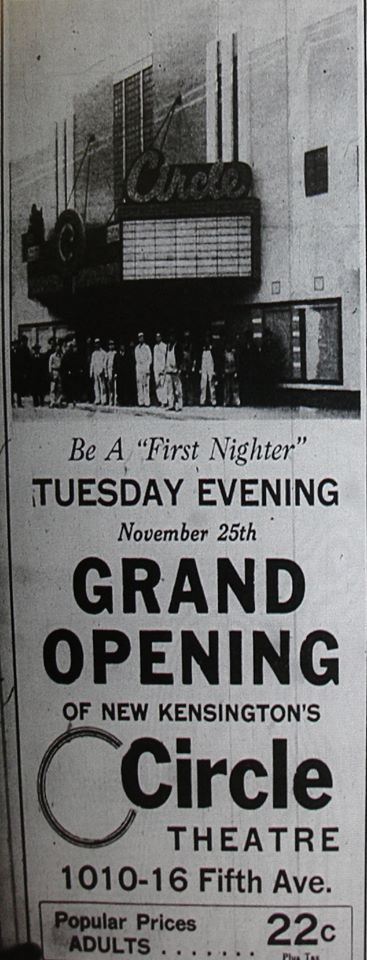 Circle
Be A "First Nighter"
TUESDAY EVENING
November 25th
GRAND
OPENING
OF NEW KENSINGTON'S
Circle
THEATRE
1010-16 Fifth Ave.
Popular Prices
ADULTS ....... 22c
Plus Tax